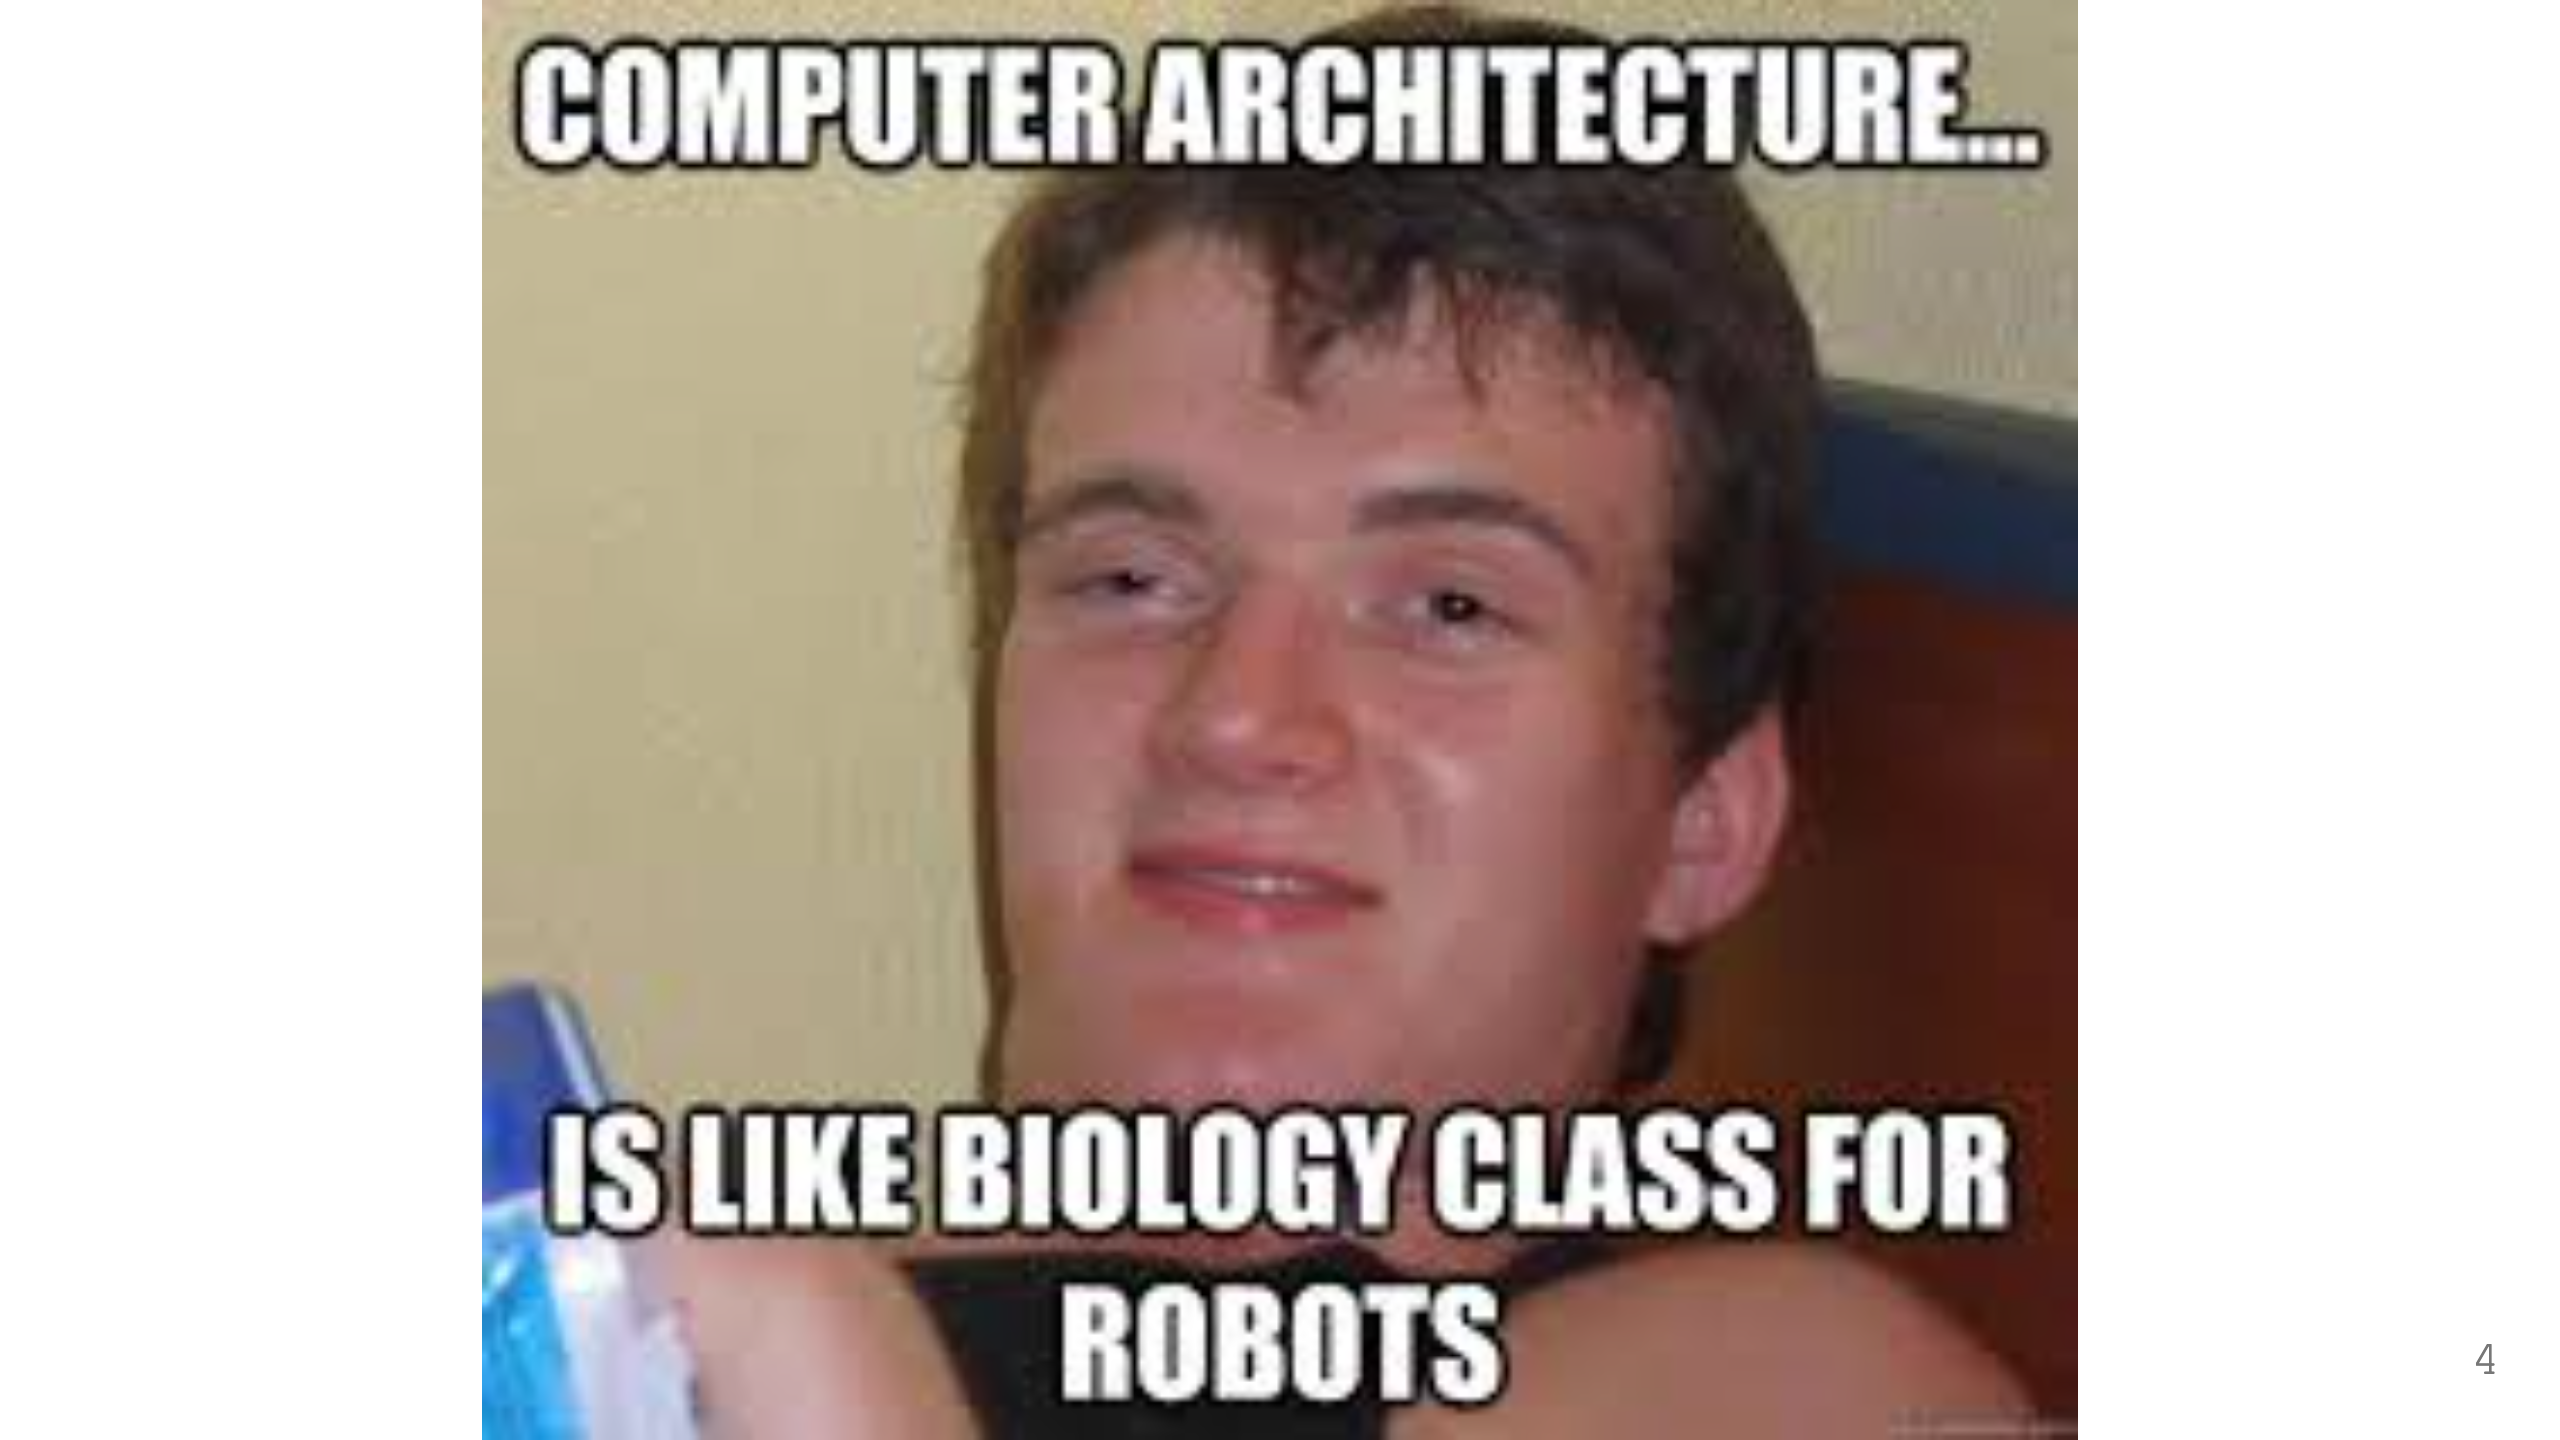 COMPUTER ARCHITECTURE...
IS LIKE BIOLOGY CLASS FOR
ROBOTS
4